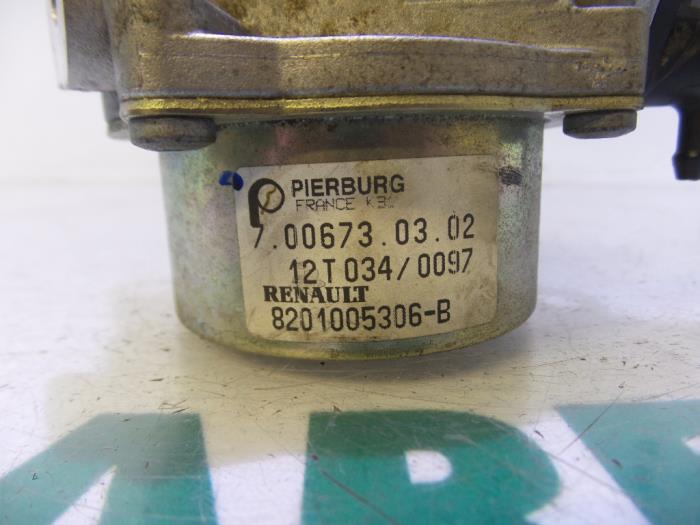 PIERBURG
FRANCE
7.00673.03.02
12T034/0097
RENAULT
8201005306-B